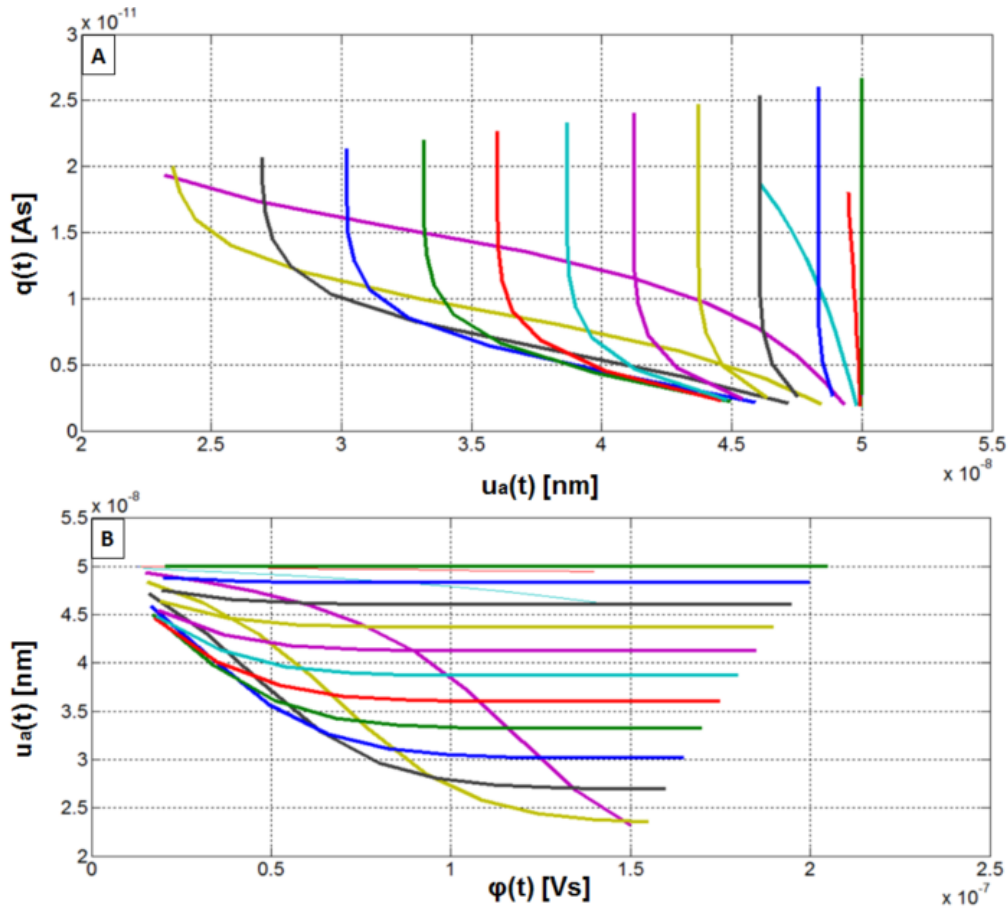 x 10⁻¹¹
A
3
2.5
2
1.5
1
0.5
0
q(t) [As]
2 2.5 3 3.5 4 4.5 5 5.5
x 10⁻⁸
uₐ(t) [nm]
x 10⁻⁸
B
5.5
5
4.5
4
3.5
3
2.5
2
uₐ(t) [nm]
0 0.5 1 1.5 2 2.5
x 10⁻⁷
φ(t) [Vs]